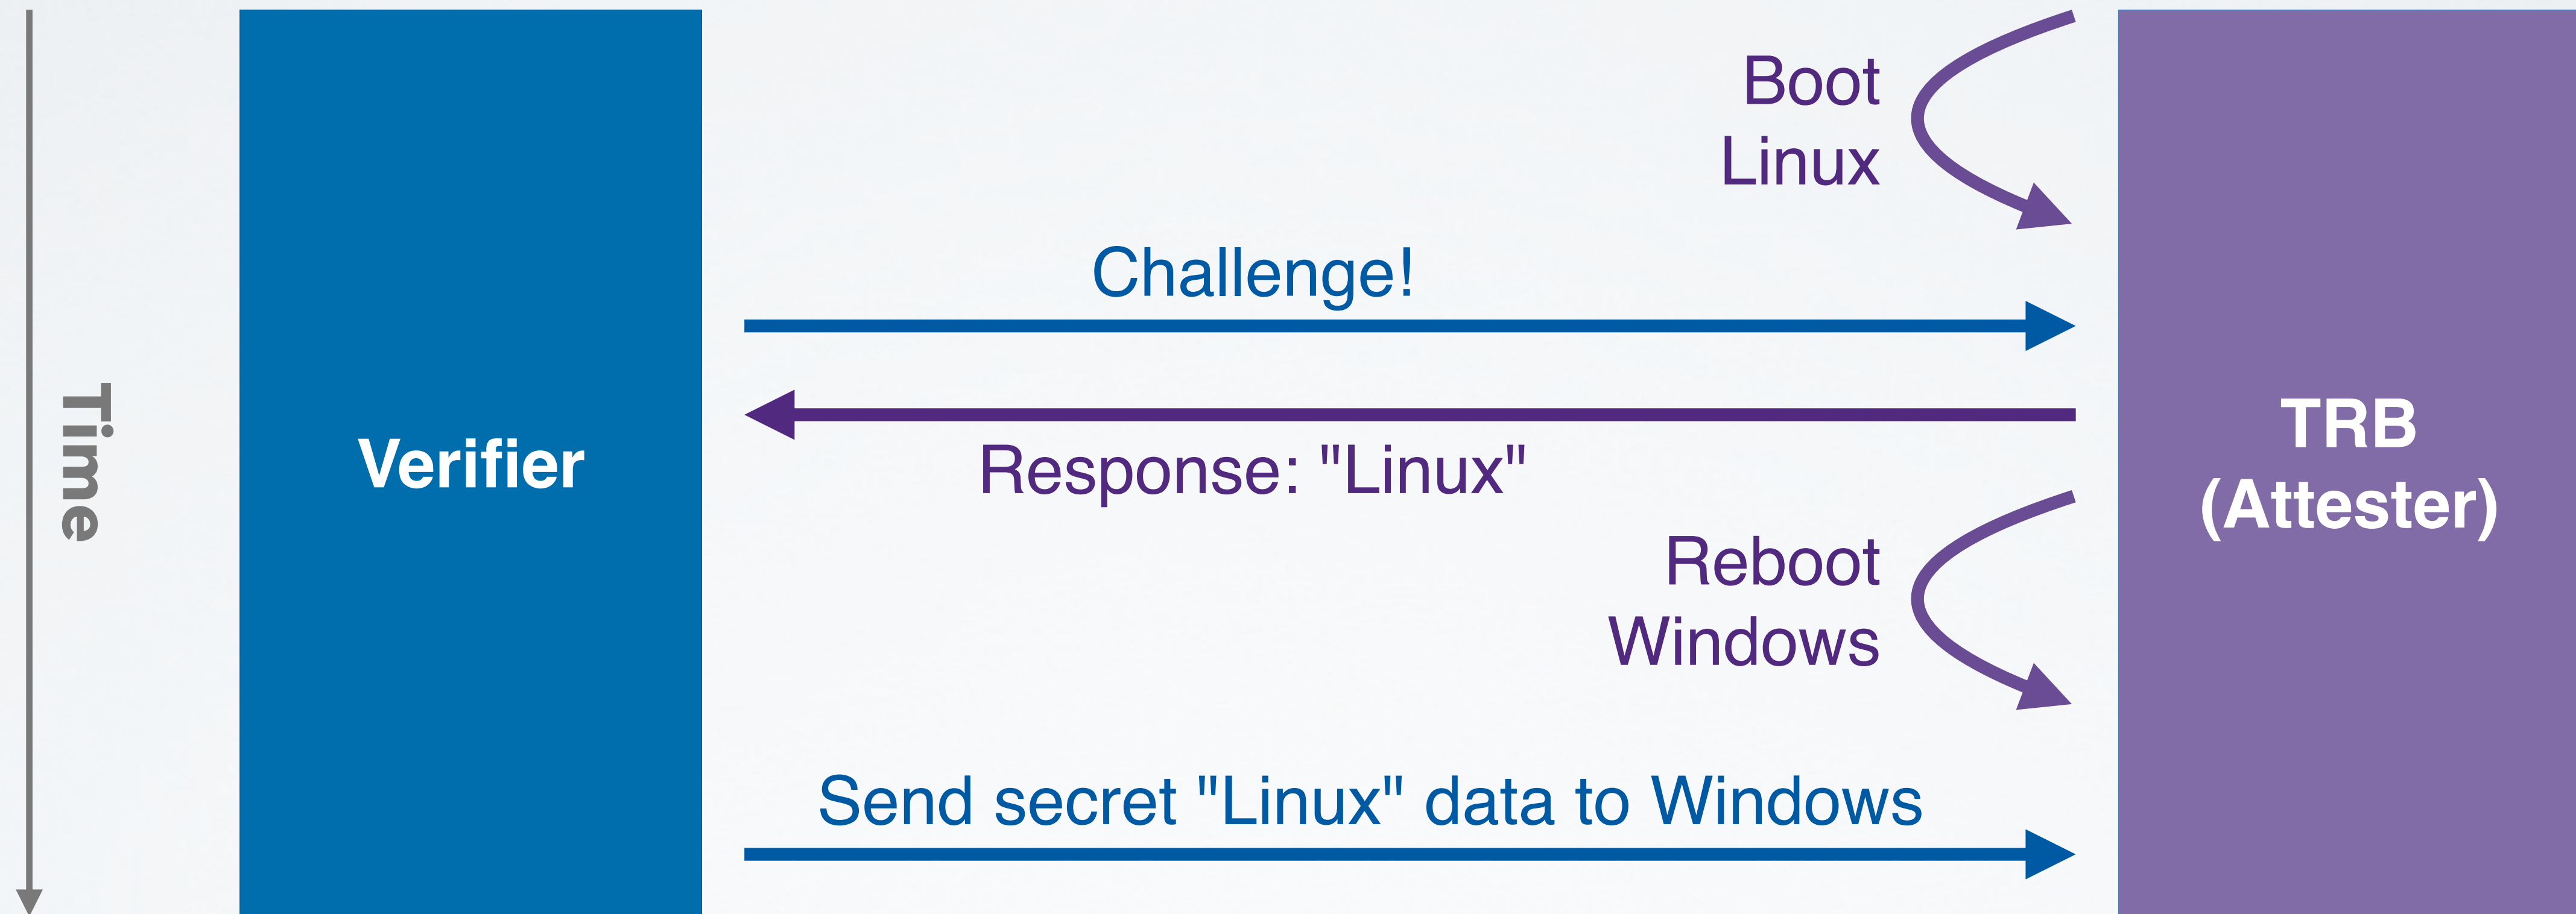 Time
Verifier
Boot
Linux
Challenge!
Response: "Linux"
Reboot
Windows
Send secret "Linux" data to Windows
TRB
(Attester)